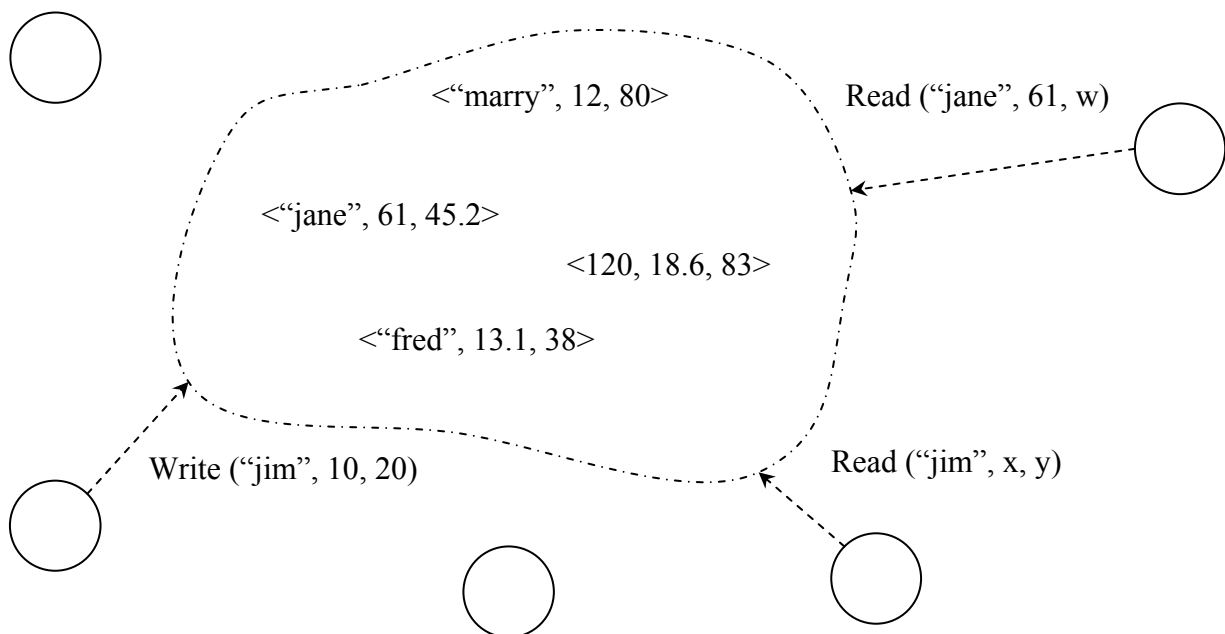 <“marry”, 12, 80>
Read (“jane”, 61, w)
<“jane”, 61, 45.2>
<120, 18.6, 83>
<“fred”, 13.1, 38>
Write (“jim”, 10, 20)
Read (“jim”, x, y)